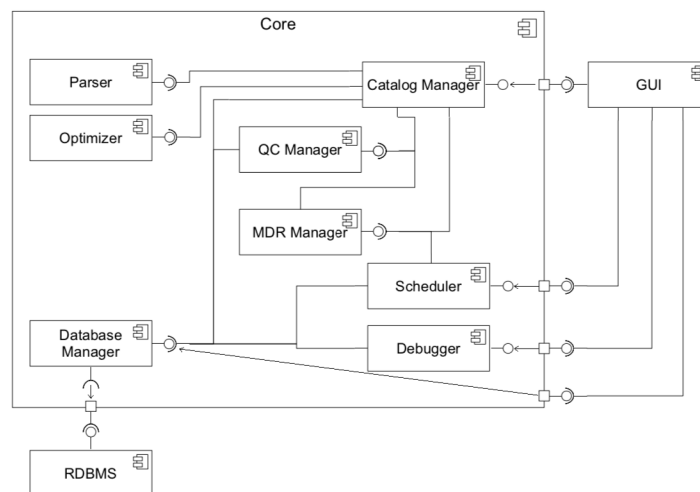 Core
Parser
Catalog Manager
GUI
Optimizer
QC Manager
MDR Manager
Scheduler
Database
Manager
Debugger
RDBMS